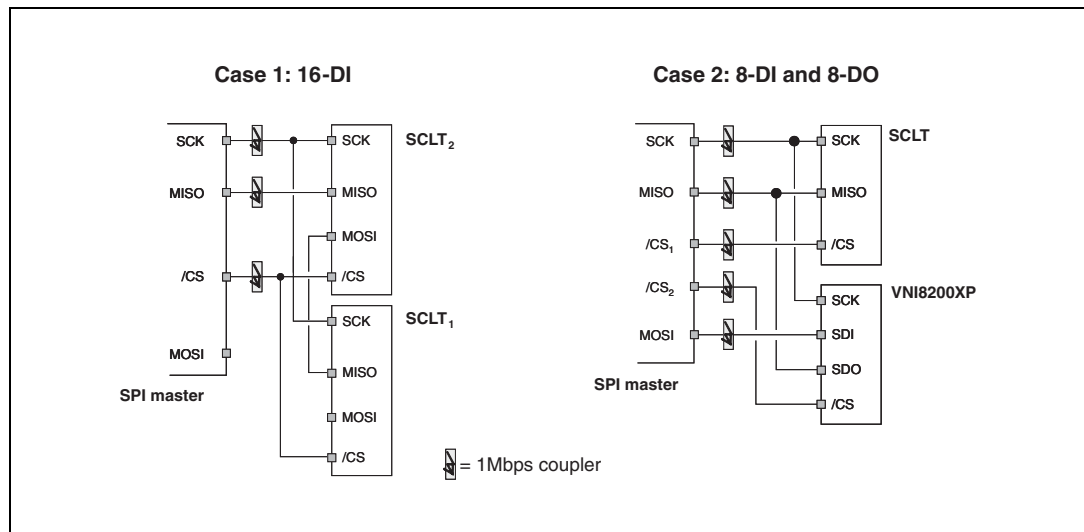 Case 1: 16-DI
SCK
MISO
/CS
MOSI
SPI master
SCK
MISO
MOSI
/CS
SCLT₂
SCK
MISO
MOSI
/CS
SCLT₁
= 1Mbps coupler
Case 2: 8-DI and 8-DO
SCK
MISO
/CS₁
/CS₂
MOSI
SPI master
SCK
MISO
/CS
SCLT
VNI8200XP
SCK
SDI
SDO
/CS